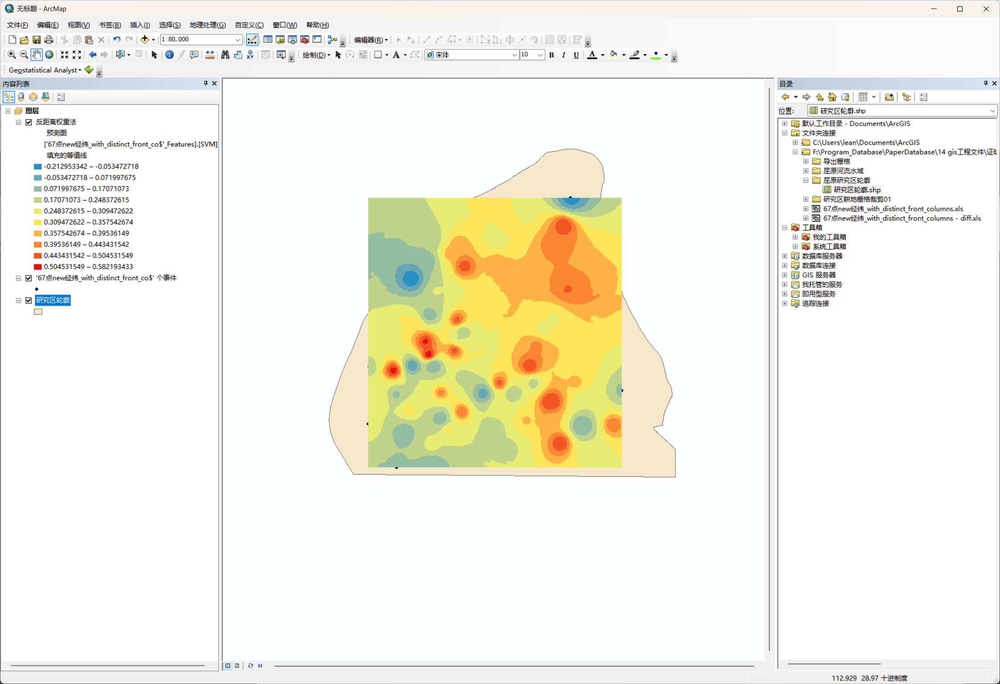 无标题 - ArcMap
文件(F) 编辑(E) 视图(V) 书签(B) 插入(I) 选择(S) 地理处理(G) 自定义(C) 窗口(W) 帮助(H)
1:80,000 编辑器(R)
绘制(D) A 宋体 10 B I U A
Geostatistical Analyst
内容列表
图层
反距离权重法
预测图
['67点new经纬_with_distinct_front_co$'_Features].[SVM]
填充的等值线
-0.212953342 – -0.053472718
-0.053472718 – 0.071997675
0.071997675 – 0.17071073
0.17071073 – 0.248372615
0.248372615 – 0.309472622
0.309472622 – 0.357542674
0.357542674 – 0.39536149
0.39536149 – 0.443431542
0.443431542 – 0.504531549
0.504531549 – 0.582193433
'67点new经纬_with_distinct_front_co$' 个事件
研究区轮廓
目录
位置: 研究区轮廓.shp
默认工作目录 - Documents\ArcGIS
文件夹连接
C:\Users\lean\Documents\ArcGIS
F:\Program_Database\PaperDatabase\14 gis工程文件\证
导出栅格
屈原河流水域
屈原研究区轮廓
研究区轮廓.shp
研究区耕地栅格裁剪01
67点new经纬_with_distinct_front_columns.xls
67点new经纬_with_distinct_front_columns - diff.xls
工具箱
我的工具箱
系统工具箱
数据库服务器
数据库连接
GIS 服务器
我托管的服务
即用型服务
追踪连接
112.929 28.97 十进制度